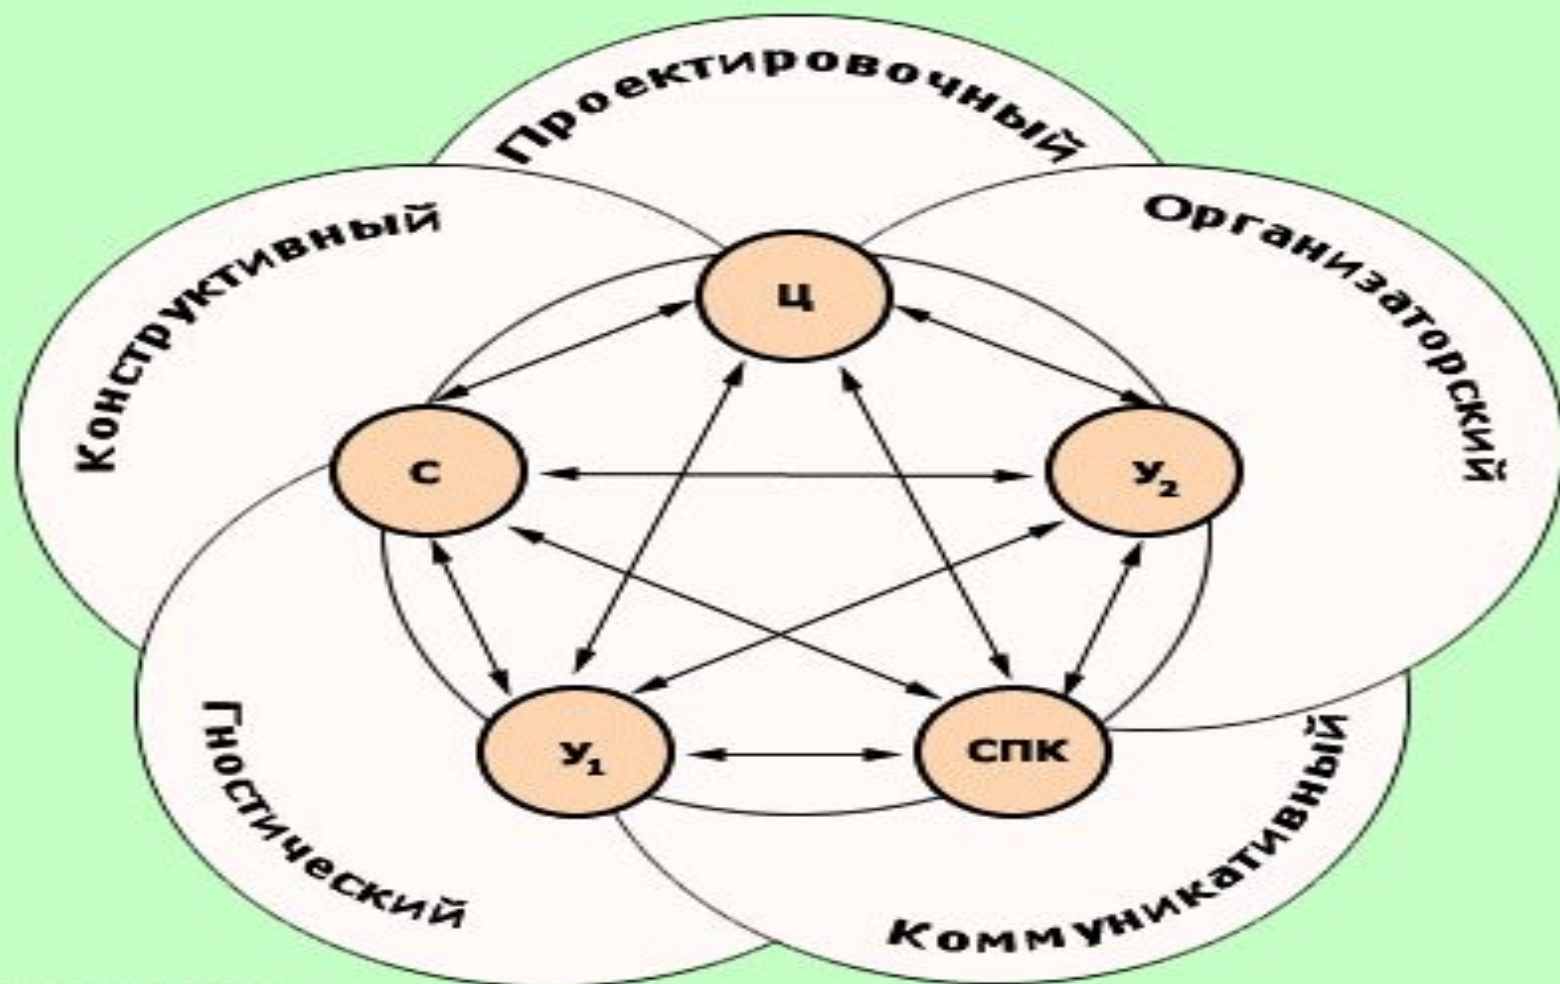 Проектировочный
Конструктивный
Организаторский
Ц
С
У2
У1
СПК
Гностический
Коммуникативный